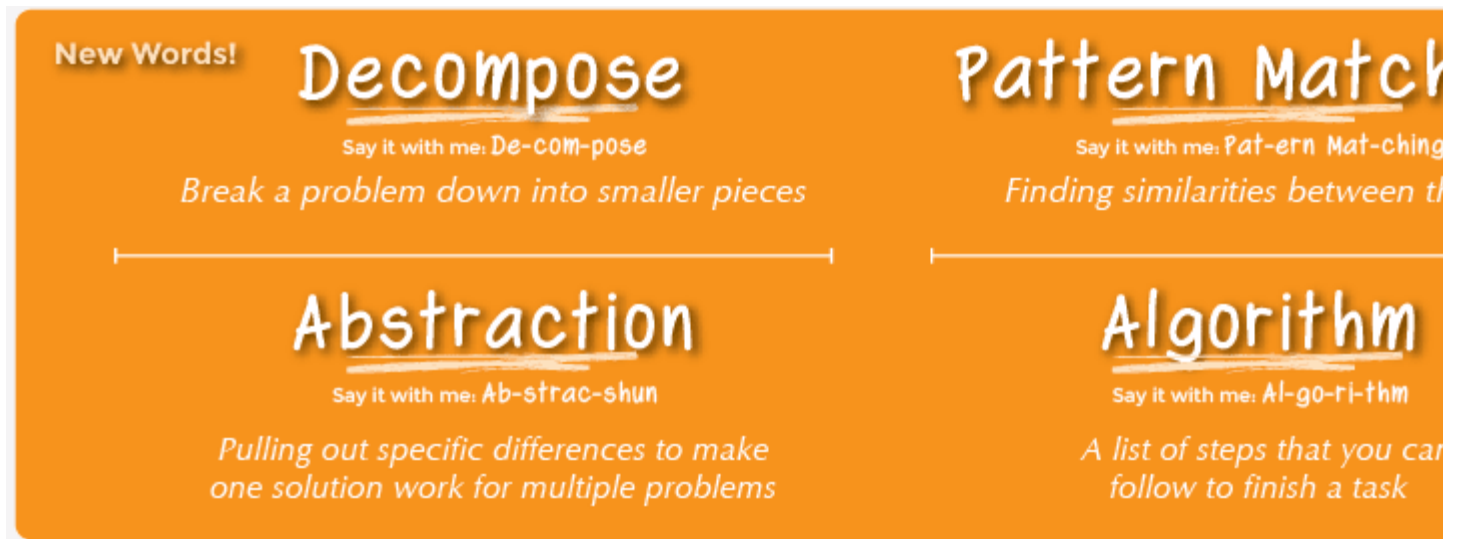 New Words!
Decompose
Say it with me: De-com-pose
Break a problem down into smaller pieces
Pattern Match
Say it with me: Pat-ern Mat-ching
Finding similarities between th
Abstraction
Say it with me: Ab-strac-shun
Pulling out specific differences to make
one solution work for multiple problems
Algorithm
Say it with me: Al-go-ri-thm
A list of steps that you can
follow to finish a task